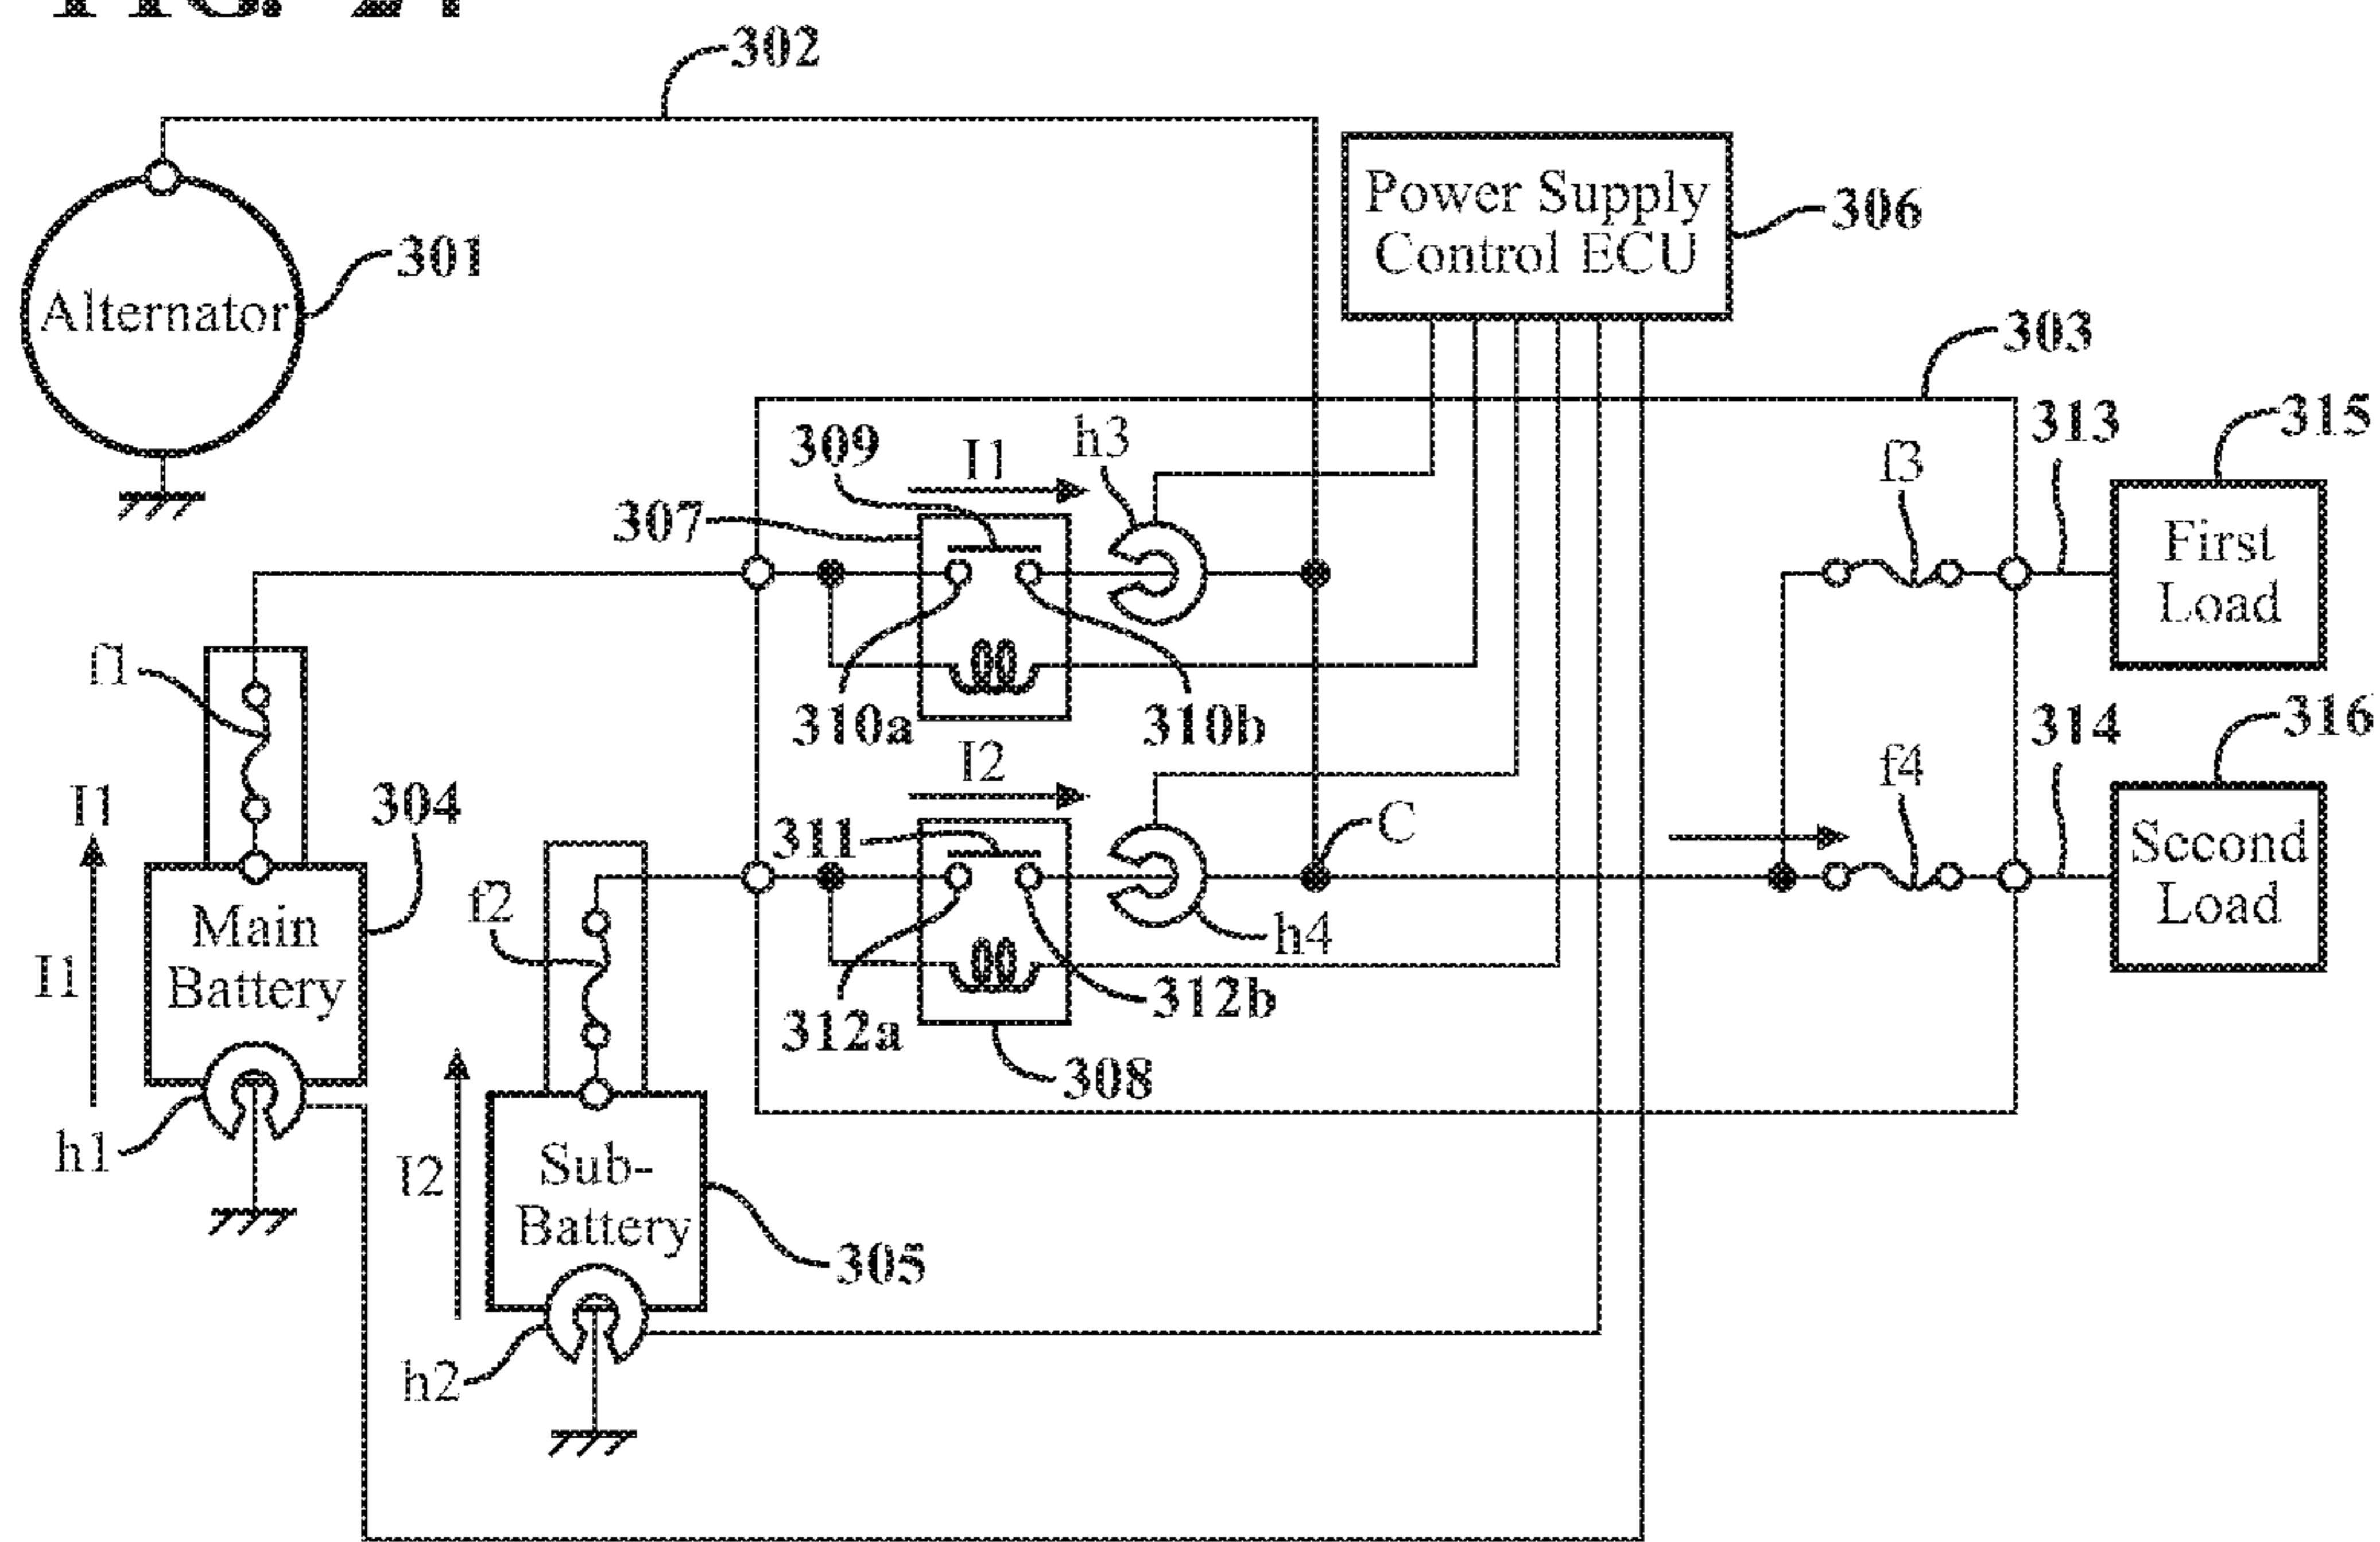 302
Power Supply
Control ECU
306
301
Alternator
303
309
I1
h3
313
315
f3
307
First
Load
f1
310a
310b
314
316
I2
f4
I1
304
311
C
Second
Load
Main
Battery
f2
h4
I1
312a
312b
308
h1
I2
Sub-
Battery
305
h2